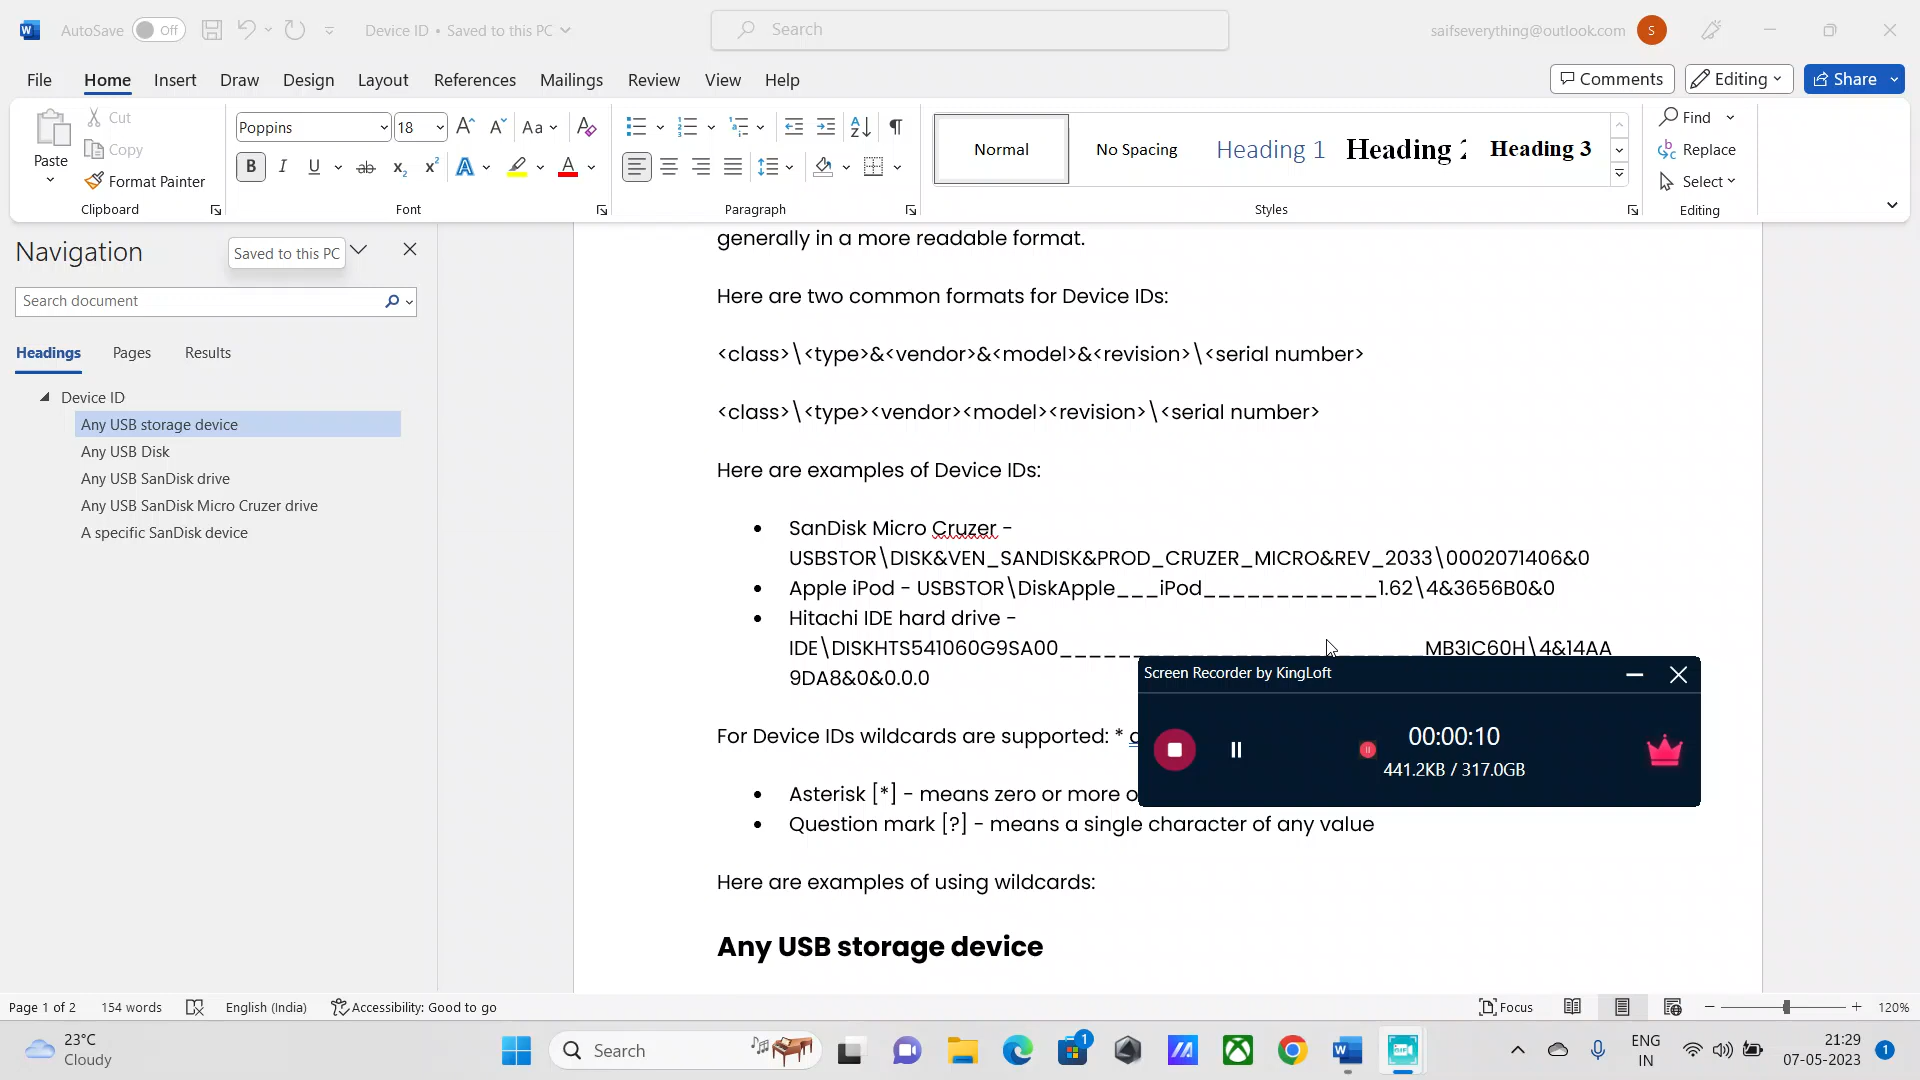 AutoSave Off Device ID • Saved to this PC Search saifseverything@outlook.com S
File Home Insert Draw Design Layout References Mailings Review View Help Comments Editing Share
Paste Cut Copy Format Painter
Clipboard
Poppins 18 Aa
B I U ab x₂ x² A A
Font
Paragraph
Normal No Spacing Heading 1 Heading 2 Heading 3
Styles
Find Replace Select
Editing
Navigation
Saved to this PC
Search document
Headings Pages Results
Device ID
Any USB storage device
Any USB Disk
Any USB SanDisk drive
Any USB SanDisk Micro Cruzer drive
A specific SanDisk device
generally in a more readable format.
Here are two common formats for Device IDs:
<class>\<type>&<vendor>&<model>&<revision>\<serial number>
<class>\<type><vendor><model><revision>\<serial number>
Here are examples of Device IDs:
• SanDisk Micro Cruzer -
USBSTOR\DISK&VEN_SANDISK&PROD_CRUZER_MICRO&REV_2033\0002071406&0
• Apple iPod - USBSTOR\DiskApple___iPod____________1.62\4&3656B0&0
• Hitachi IDE hard drive -
IDE\DISKHTS541060G9SA00_________________________MB3IC60H\4&14AA
9DA8&0&0.0.0
For Device IDs wildcards are supported: *
• Asterisk [*] - means zero or more
• Question mark [?] - means a single character of any value
Here are examples of using wildcards:
Any USB storage device
Screen Recorder by KingLoft
00:00:10
441.2KB / 317.0GB
Page 1 of 2 154 words English (India) Accessibility: Good to go Focus 120%
23°C
Cloudy
Search
1
ENG
IN
21:29
07-05-2023
1